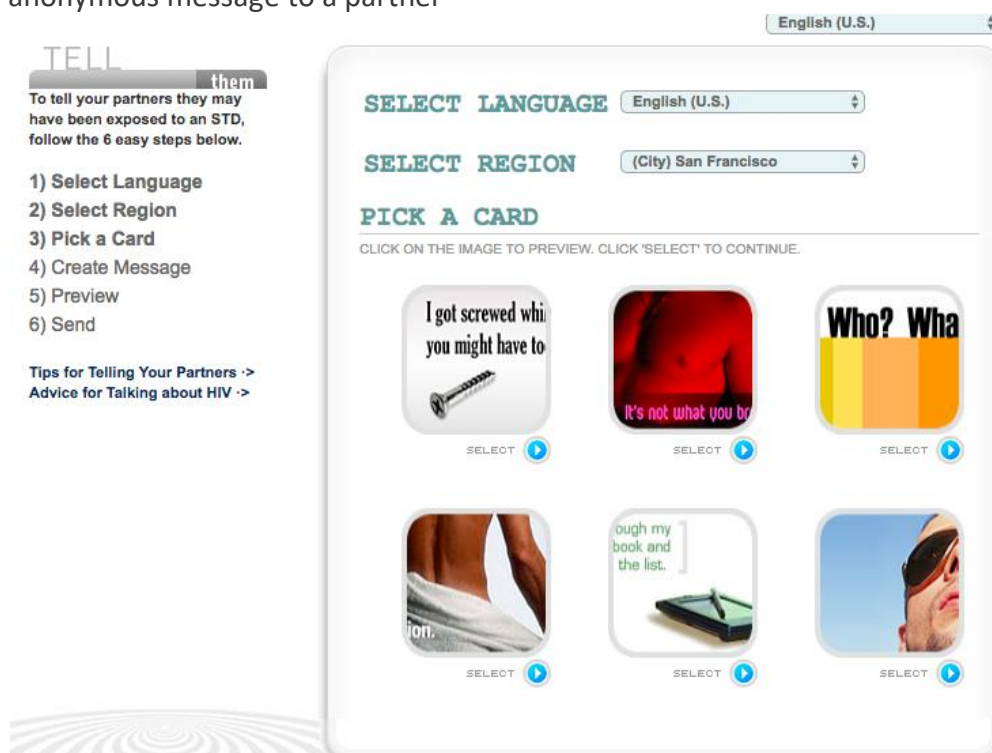 anonymous message to a partner
English (U.S.)
TELL
them
To tell your partners they may
have been exposed to an STD,
follow the 6 easy steps below.
1) Select Language
2) Select Region
3) Pick a Card
4) Create Message
5) Preview
6) Send
Tips for Telling Your Partners ·>
Advice for Talking about HIV ·>
SELECT LANGUAGE English (U.S.)
SELECT REGION (City) San Francisco
PICK A CARD
CLICK ON THE IMAGE TO PREVIEW. CLICK 'SELECT' TO CONTINUE.
I got screwed whi
you might have to
It's not what you br
Who? Wha
SELECT SELECT SELECT
ion.
ough my
book and
the list.
SELECT SELECT SELECT